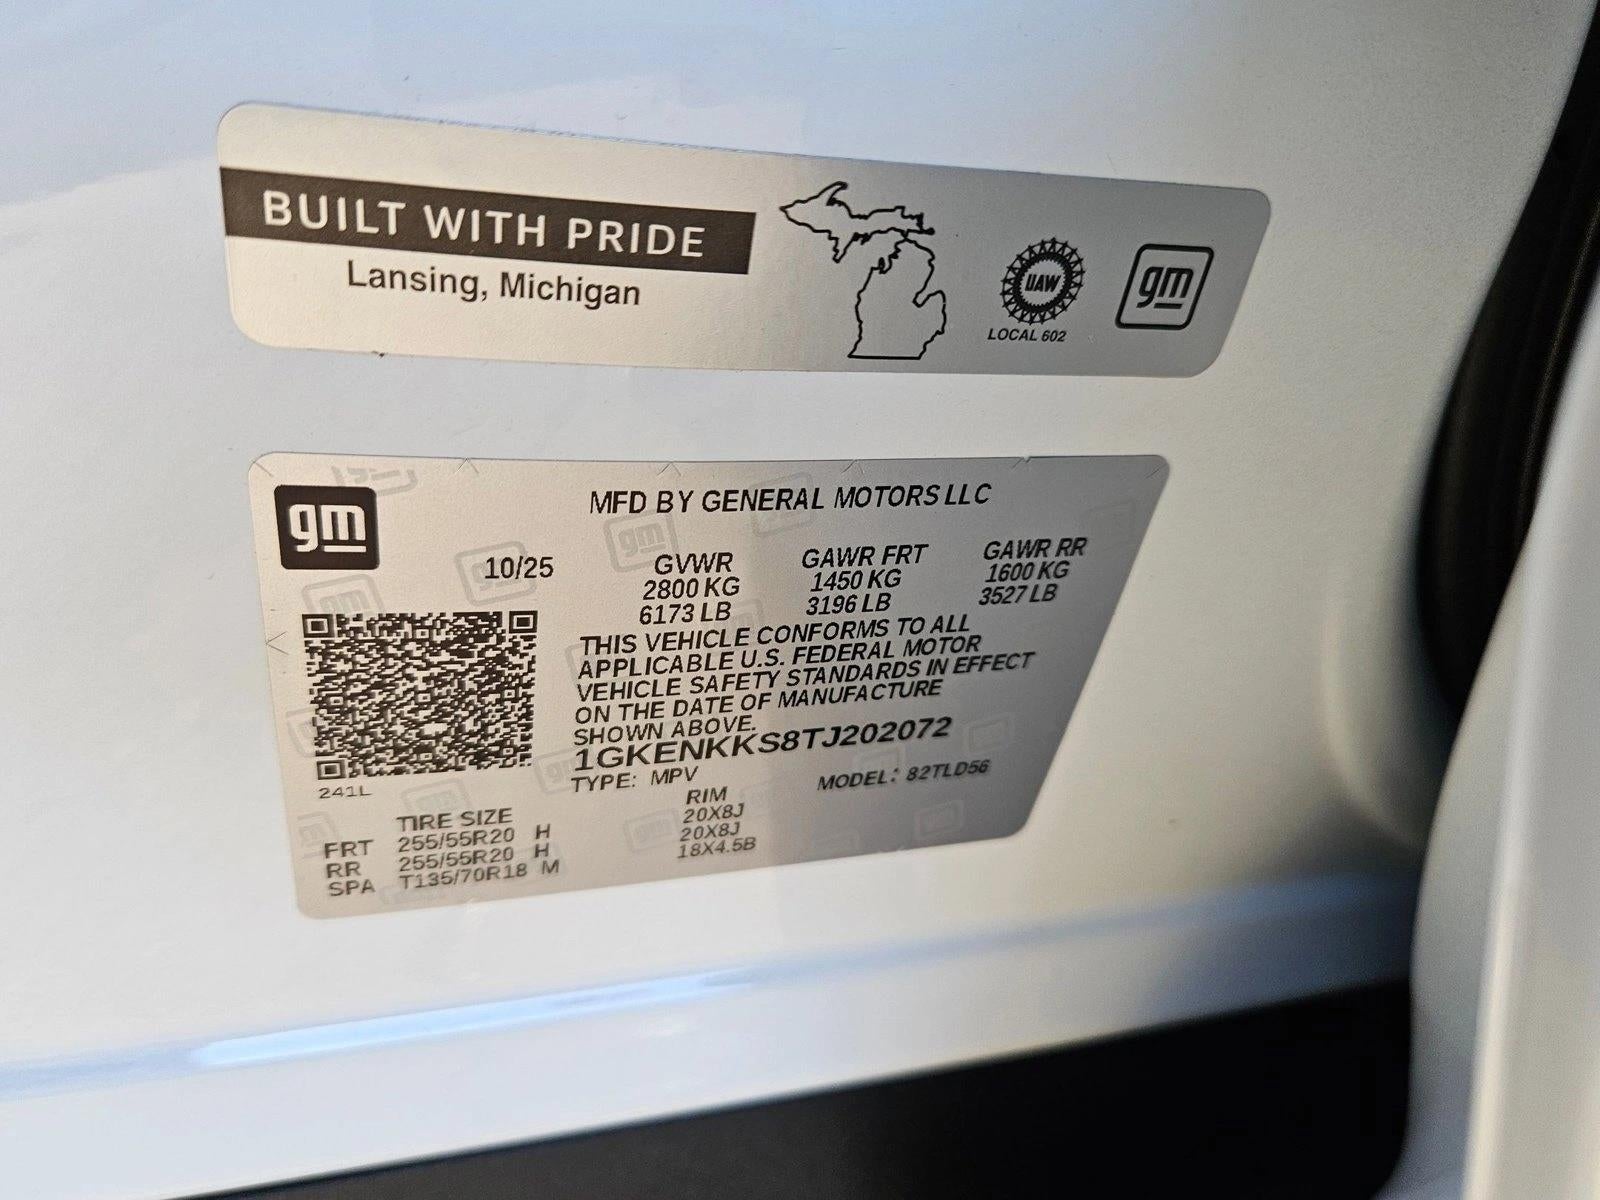 BUILT WITH PRIDE
Lansing, Michigan
UAW
LOCAL 602
gm
gm
MFD BY GENERAL MOTORS LLC
10/25
GVWR GAWR FRT GAWR RR
2800 KG 1450 KG 1600 KG
6173 LB 3196 LB 3527 LB
THIS VEHICLE CONFORMS TO ALL
APPLICABLE U.S. FEDERAL MOTOR
VEHICLE SAFETY STANDARDS IN EFFECT
ON THE DATE OF MANUFACTURE
SHOWN ABOVE.
1GKENKKS8TJ202072
TYPE: MPV MODEL: 82TLD56
241L
TIRE SIZE RIM
FRT 255/55R20 H 20X8J
RR 255/55R20 H 20X8J
SPA T135/70R18 M 18X4.5B